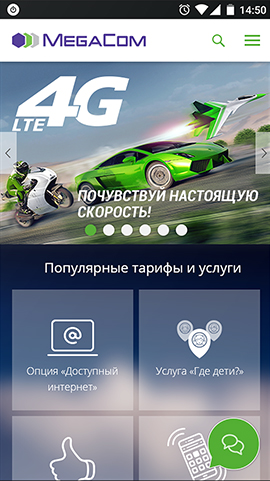 14:50
MEGACOM
4G
LTE
ПОЧУВСТВУЙ НАСТОЯЩУЮ
СКОРОСТЬ!
Популярные тарифы и услуги
@
Опция «Доступный
интернет»
Услуга «Где дети?»